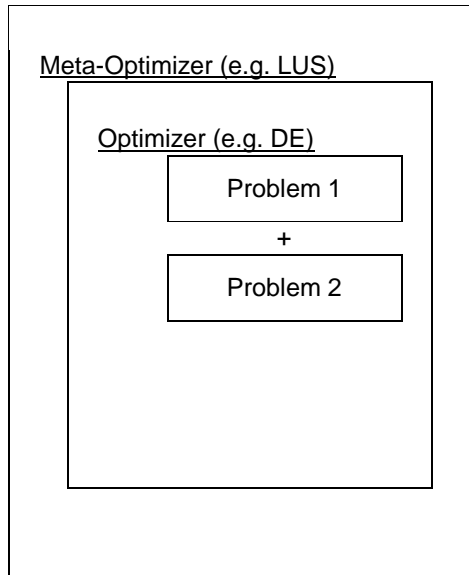 Meta-Optimizer (e.g. LUS)
Optimizer (e.g. DE)
Problem 1
+
Problem 2